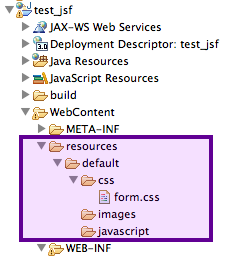 test_jsf
JAX-WS Web Services
Deployment Descriptor: test_jsf
Java Resources
JavaScript Resources
build
WebContent
META-INF
resources
default
css
form.css
images
javascript
WEB-INF